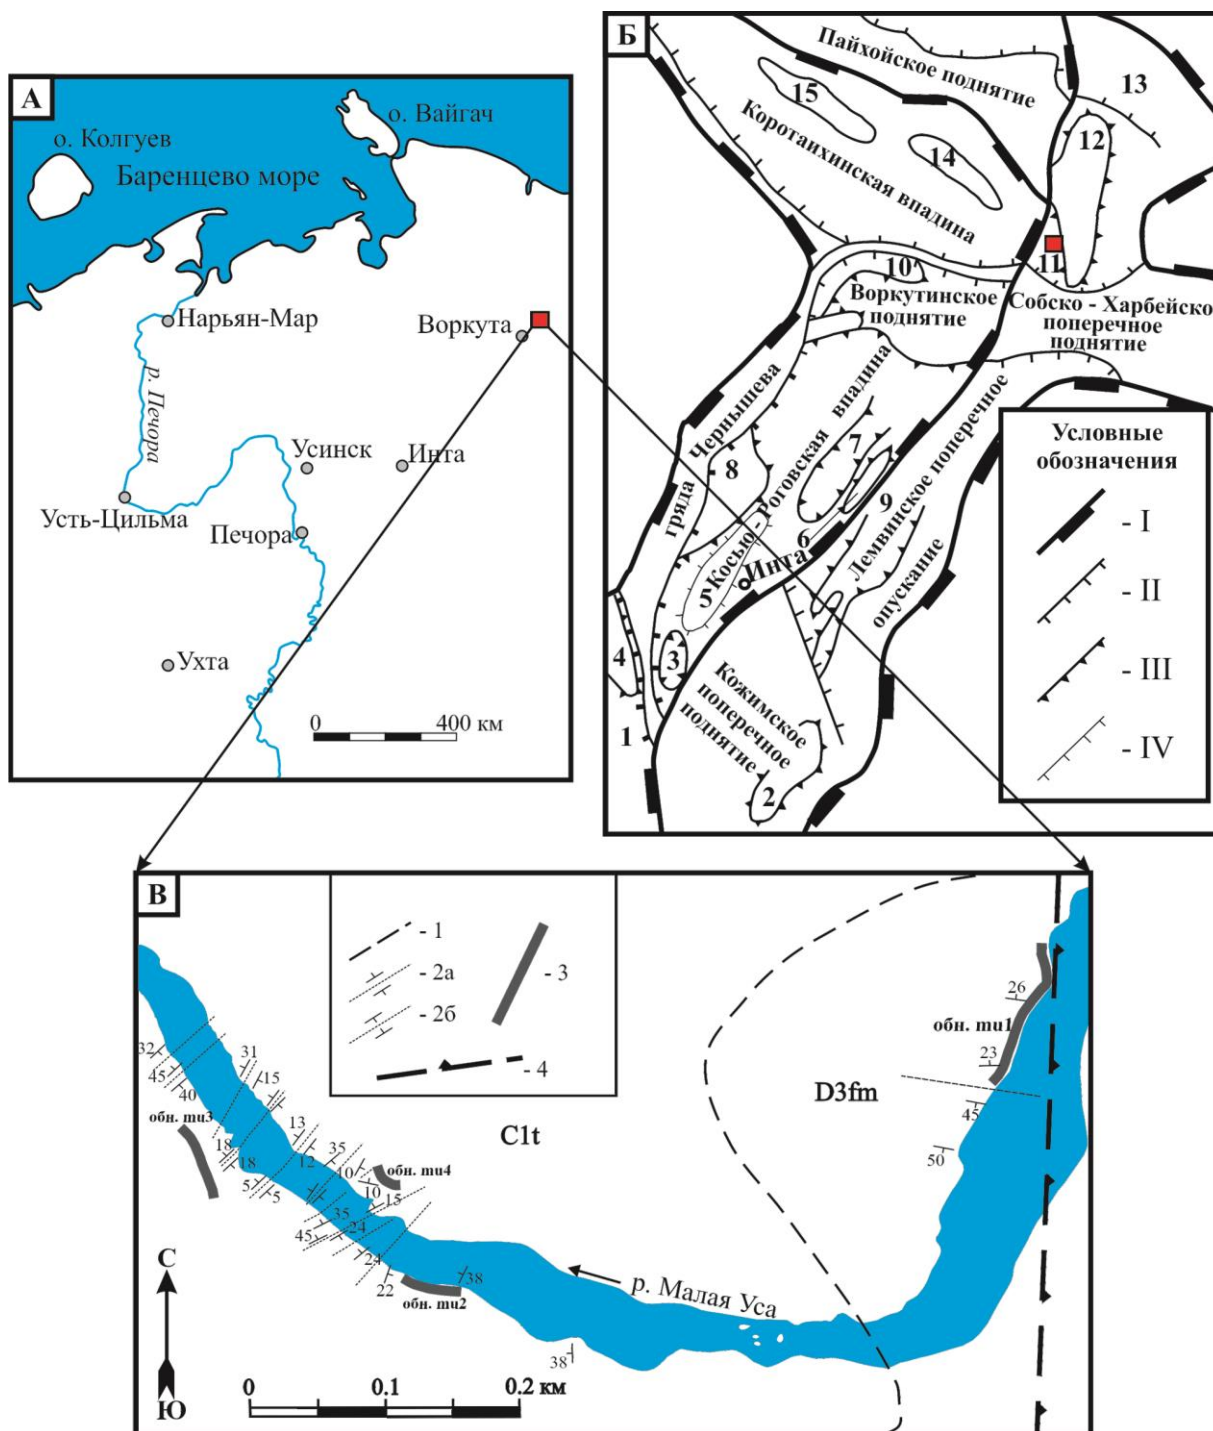 А
о. Колгуев
о. Вайгач
Баренцево море
Нарьян-Мар
Воркута
р. Печора
Усинск
Инта
Усть-Цильма
Печора
Ухта
0 400 км
Б
Пайхойское поднятие
13
15
12
14
Коротаихинская впадина
11
10
Воркутинское
поднятие
Собско - Харбейско
поперечное
поднятие
гряда Чернышева
8
Косью - Роговская впадина
7
9
6
Инта
5
Лемвинское поперечное
опускание
4
3
1
Кожимское
поперечное
поднятие
2
Условные
обозначения
- I
- II
- III
- IV
В
- 1
- 2а
- 2б
- 3
- 4
26
обн. mu1
23
D3fm
45
50
32
45
40
31
15
обн. mu3
C1t
13
18
18
12
35
10
обн. mu4
10
5
5
15
35
45
24
24
22
38
обн. mu2
р. Малая Уса
38
С
Ю
0 0.1 0.2 км